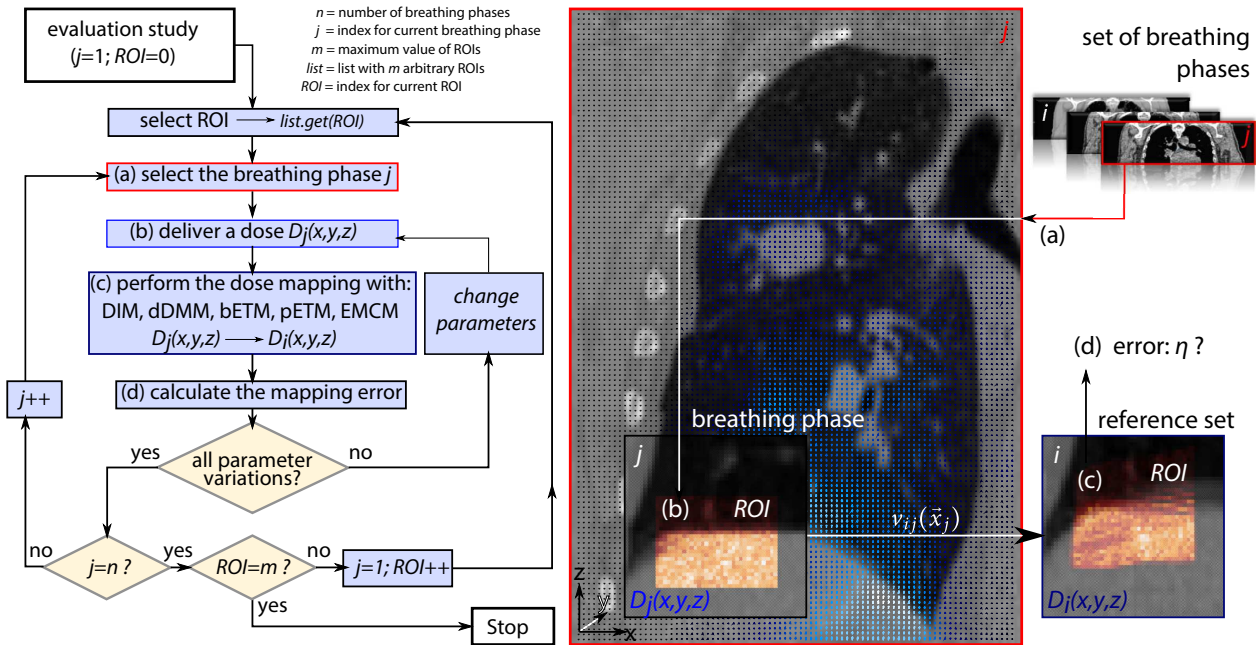 evaluation study
(j=1; ROI=0)
n = number of breathing phases
j = index for current breathing phase
m = maximum value of ROIs
list = list with m arbitrary ROIs
ROI = index for current ROI
select ROI → list.get(ROI)
(a) select the breathing phase j
(b) deliver a dose Dj(x,y,z)
(c) perform the dose mapping with:
DIM, dDMM, bETM, pETM, EMCM
Dj(x,y,z) → Di(x,y,z)
change
parameters
(d) calculate the mapping error
j++
all parameter
variations?
yes
no
j=n ?
no
yes
ROI=m ?
no
yes
j=1; ROI++
Stop
j
set of breathing
phases
i
j
(a)
breathing phase
j
(b)
ROI
Dj(x,y,z)
z
y
x
vij(x⃗j)
(d) error: η ?
reference set
i
(c)
ROI
Di(x,y,z)